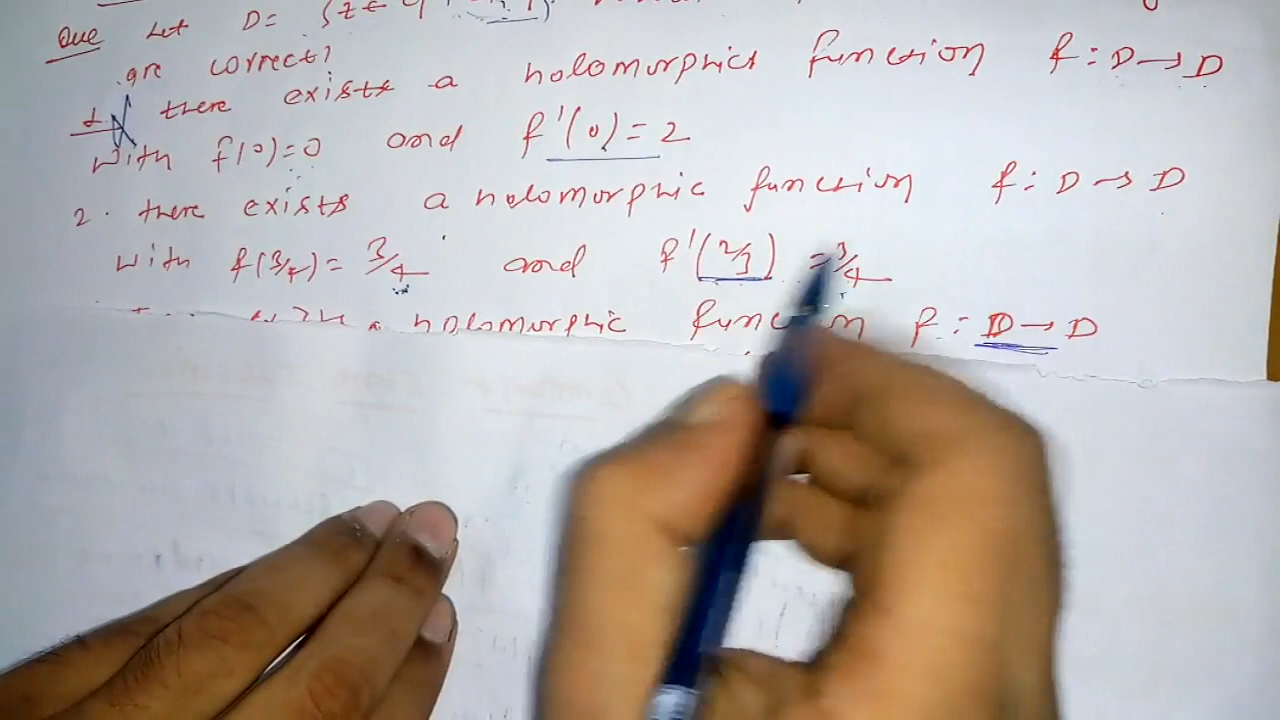 Que Let D= {z ∈
are correct?
1. there exists a holomorphic function f: D→D
with f(0)=0 and f'(0)=2
2. there exists a holomorphic function f: D→D
with f(3/4)= 3/4 and f'(2/3) = 3/4
a holomorphic function f: D→D